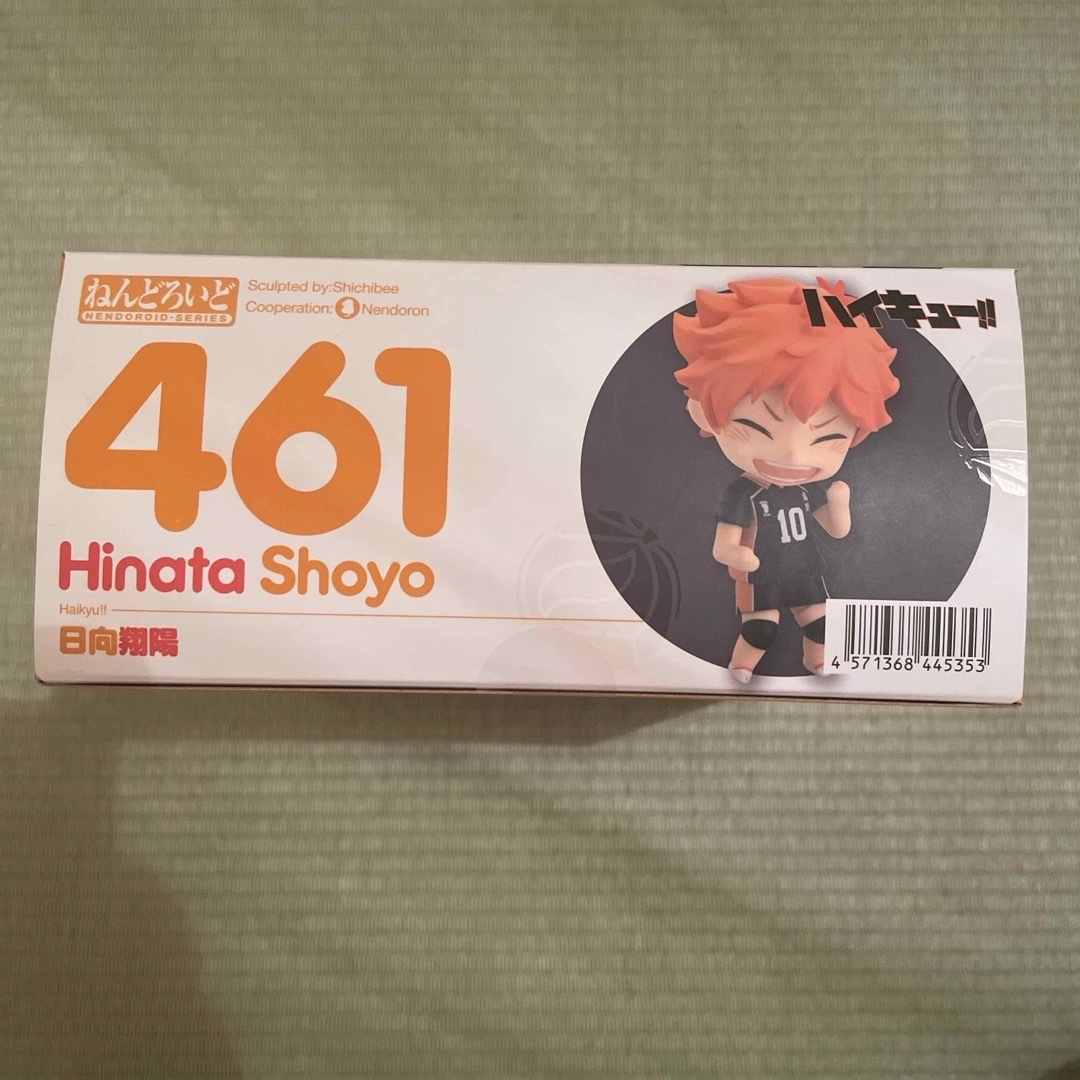 ねんどろいど
NENDOROID・SERIES
Sculpted by:Shichibee
Cooperation: Nendoron
ハイキュー!!
461
10
Hinata Shoyo
Haikyu!!
日向翔陽
4 571368 445353